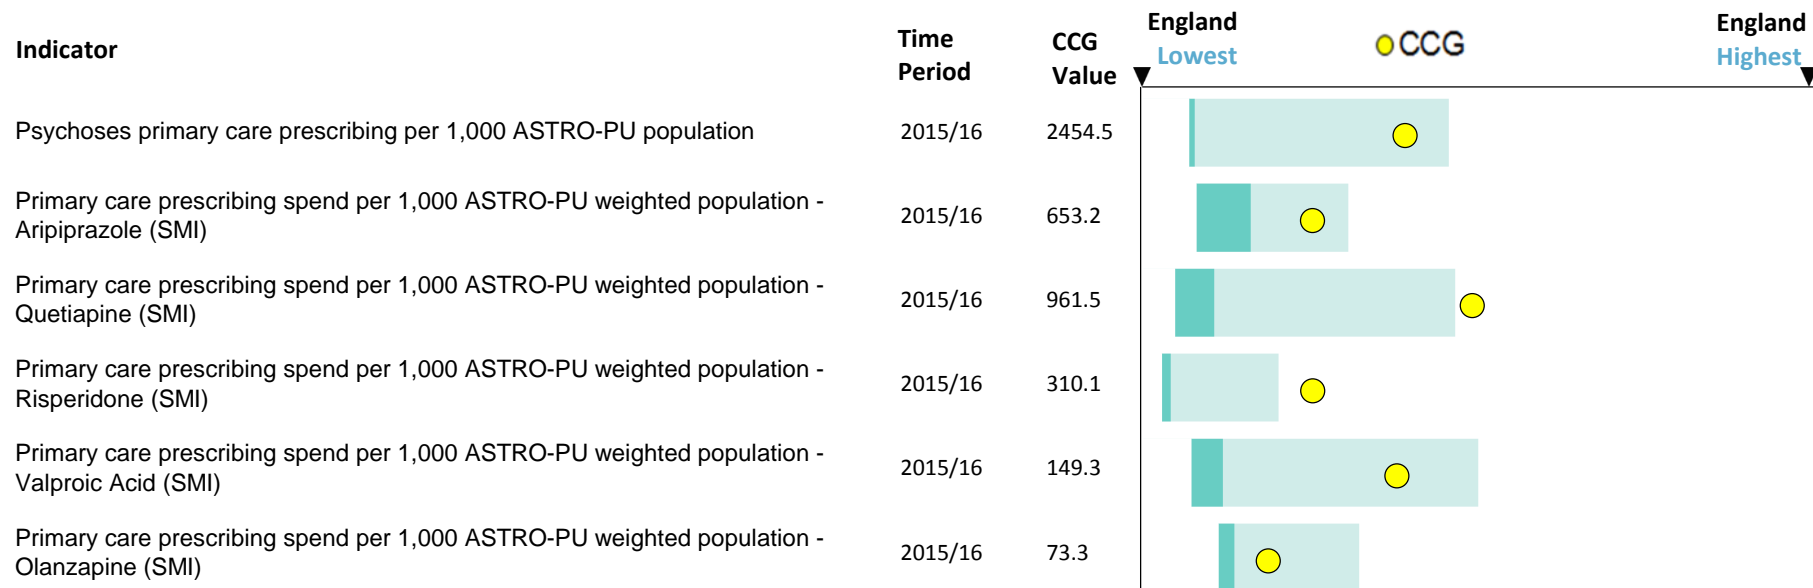 Indicator
Time
Period
CCG
Value
England
Lowest
CCG
England
Highest
Psychoses primary care prescribing per 1,000 ASTRO-PU population
2015/16
2454.5
Primary care prescribing spend per 1,000 ASTRO-PU weighted population -
Aripiprazole (SMI)
2015/16
653.2
Primary care prescribing spend per 1,000 ASTRO-PU weighted population -
Quetiapine (SMI)
2015/16
961.5
Primary care prescribing spend per 1,000 ASTRO-PU weighted population -
Risperidone (SMI)
2015/16
310.1
Primary care prescribing spend per 1,000 ASTRO-PU weighted population -
Valproic Acid (SMI)
2015/16
149.3
Primary care prescribing spend per 1,000 ASTRO-PU weighted population -
Olanzapine (SMI)
2015/16
73.3